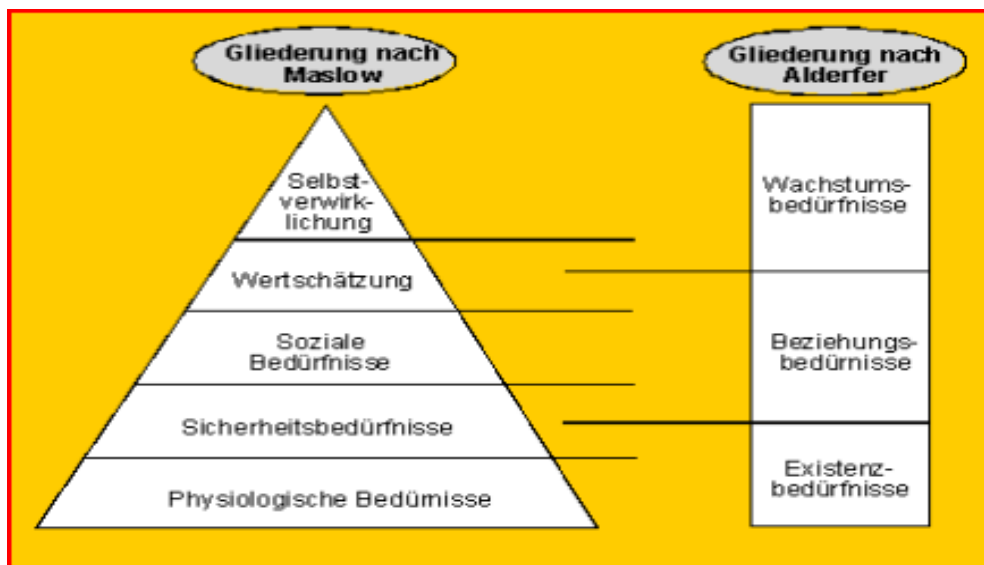 Gliederung nach
Maslow
Selbst-
verwirk-
lichung
Wertschätzung
Soziale
Bedürfnisse
Sicherheitsbedürfnisse
Physiologische Bedürnisse
Gliederung nach
Alderfer
Wachstums-
bedürfnisse
Beziehungs-
bedürnisse
Existenz-
bedürfnisse